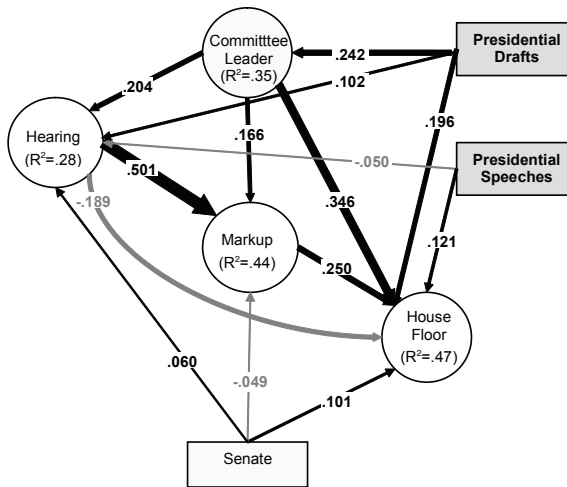 Committtee
Leader
(R²=.35)
.242
Presidential
Drafts
.204
.102
Hearing
(R²=.28)
.166
.196
-.050
Presidential
Speeches
.501
-.189
.346
.121
Markup
(R²=.44)
.250
House
Floor
(R²=.47)
.060
-.049
.101
Senate